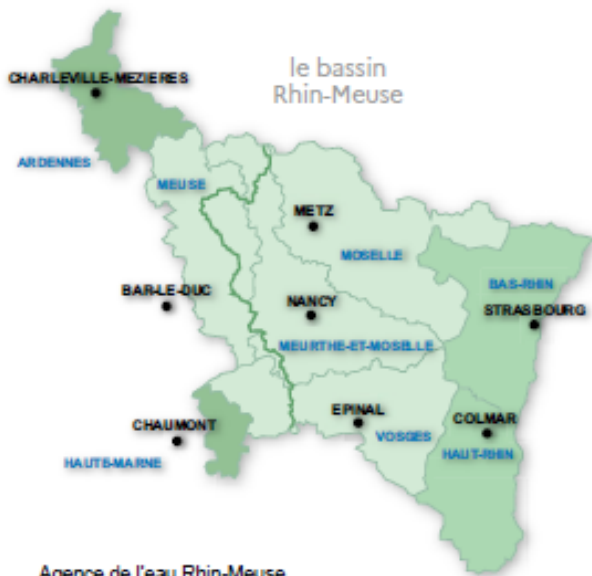 le bassin
Rhin-Meuse
CHARLEVILLE-MEZIERES
ARDENNES
MEUSE
METZ
MOSELLE
BAS-RHIN
BAR-LE-DUC
NANCY
STRASBOURG
MEURTHE-ET-MOSELLE
EPINAL
COLMAR
CHAUMONT
VOSGES
HAUTE-MARNE
HAUT-RHIN
Agence de l'eau Rhin-Meuse